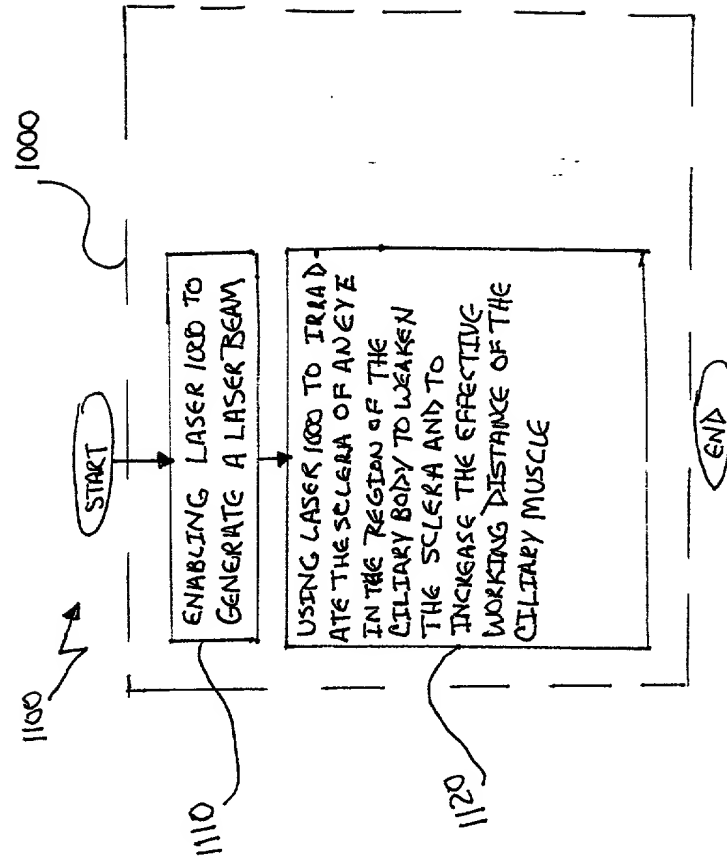 1100
START
1000
1110
ENABLING LASER 1000 TO
GENERATE A LASER BEAM
1120
USING LASER 1000 TO IRRAD-
ATE THE SCLERA OF AN EYE
IN THE REGION OF THE
CILIARY BODY TO WEAKEN
THE SCLERA AND TO
INCREASE THE EFFECTIVE
WORKING DISTANCE OF THE
CILIARY MUSCLE
END